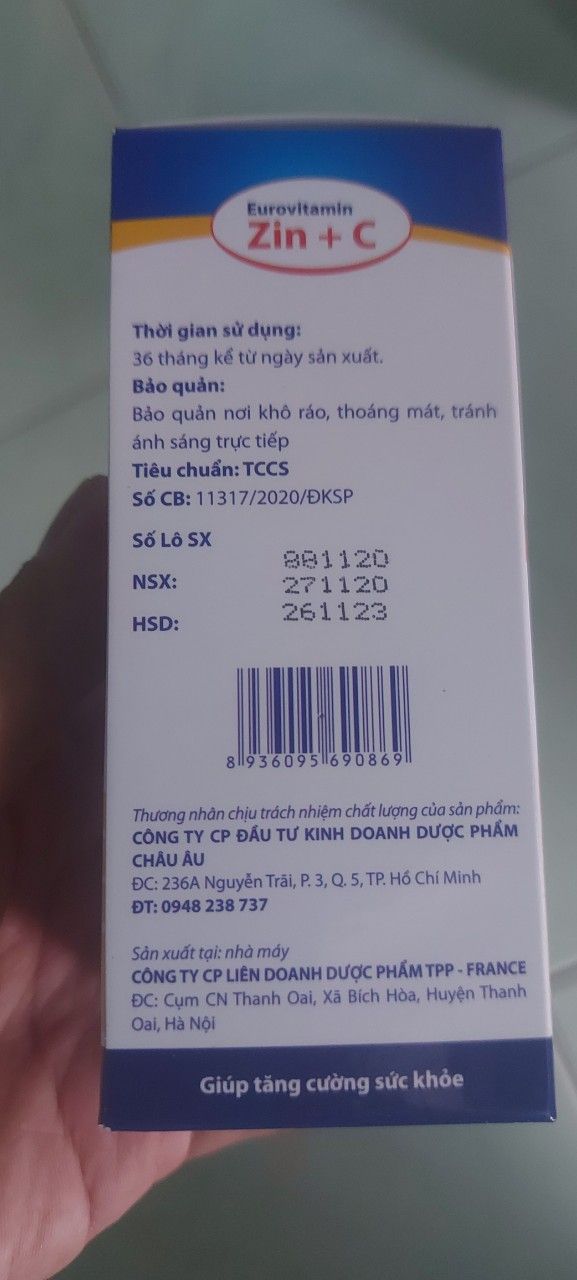 Eurovitamin
Zin + C
Thời gian sử dụng:
36 tháng kể từ ngày sản xuất.
Bảo quản:
Bảo quản nơi khô ráo, thoáng mát, tránh
ánh sáng trực tiếp
Tiêu chuẩn: TCCS
Số CB: 11317/2020/ĐKSP
Số Lô SX
881120
NSX:
271120
HSD:
261123
8 936095 690869
Thương nhân chịu trách nhiệm chất lượng của sản phẩm:
CÔNG TY CP ĐẦU TƯ KINH DOANH DƯỢC PHẨM
CHÂU ÂU
ĐC: 236A Nguyễn Trãi, P. 3, Q. 5, TP. Hồ Chí Minh
ĐT: 0948 238 737
Sản xuất tại: nhà máy
CÔNG TY CP LIÊN DOANH DƯỢC PHẨM TPP - FRANCE
ĐC: Cụm CN Thanh Oai, Xã Bích Hòa, Huyện Thanh
Oai, Hà Nội
Giúp tăng cường sức khỏe